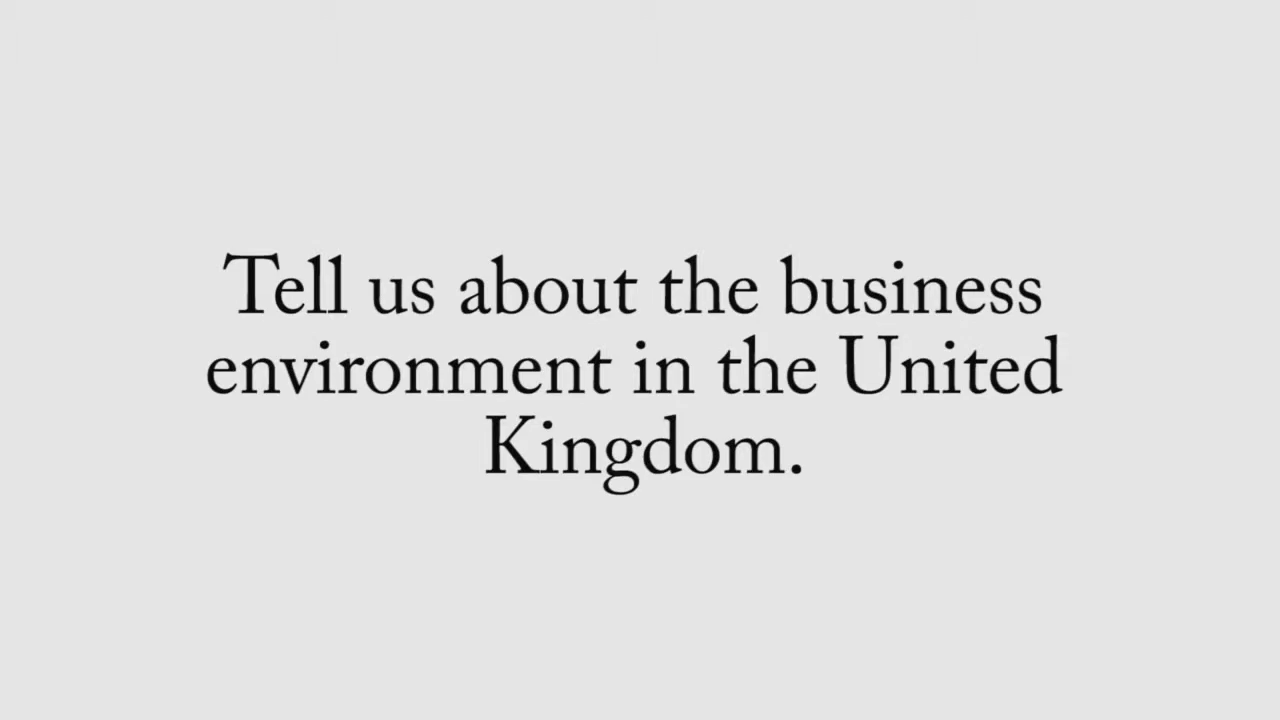 Tell us about the business
environment in the United
Kingdom.